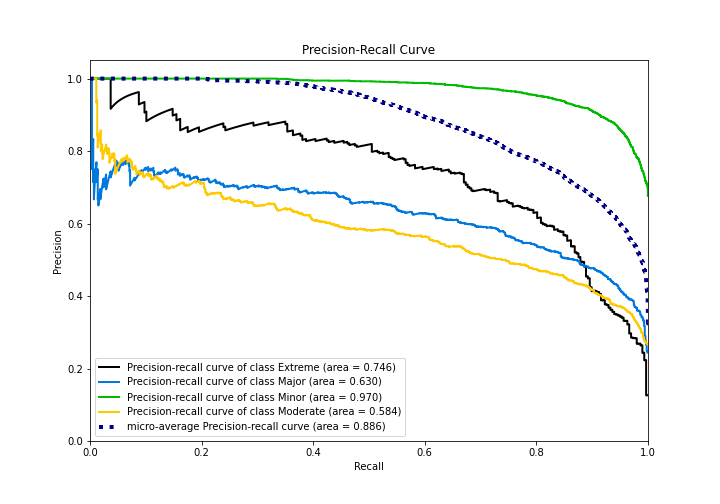 Precision-Recall Curve
1.0
0.8
0.6
0.4
0.2
0.0
Precision
Precision-recall curve of class Extreme (area = 0.746)
Precision-recall curve of class Major (area = 0.630)
Precision-recall curve of class Minor (area = 0.970)
Precision-recall curve of class Moderate (area = 0.584)
micro-average Precision-recall curve (area = 0.886)
0.0 0.2 0.4 0.6 0.8 1.0
Recall